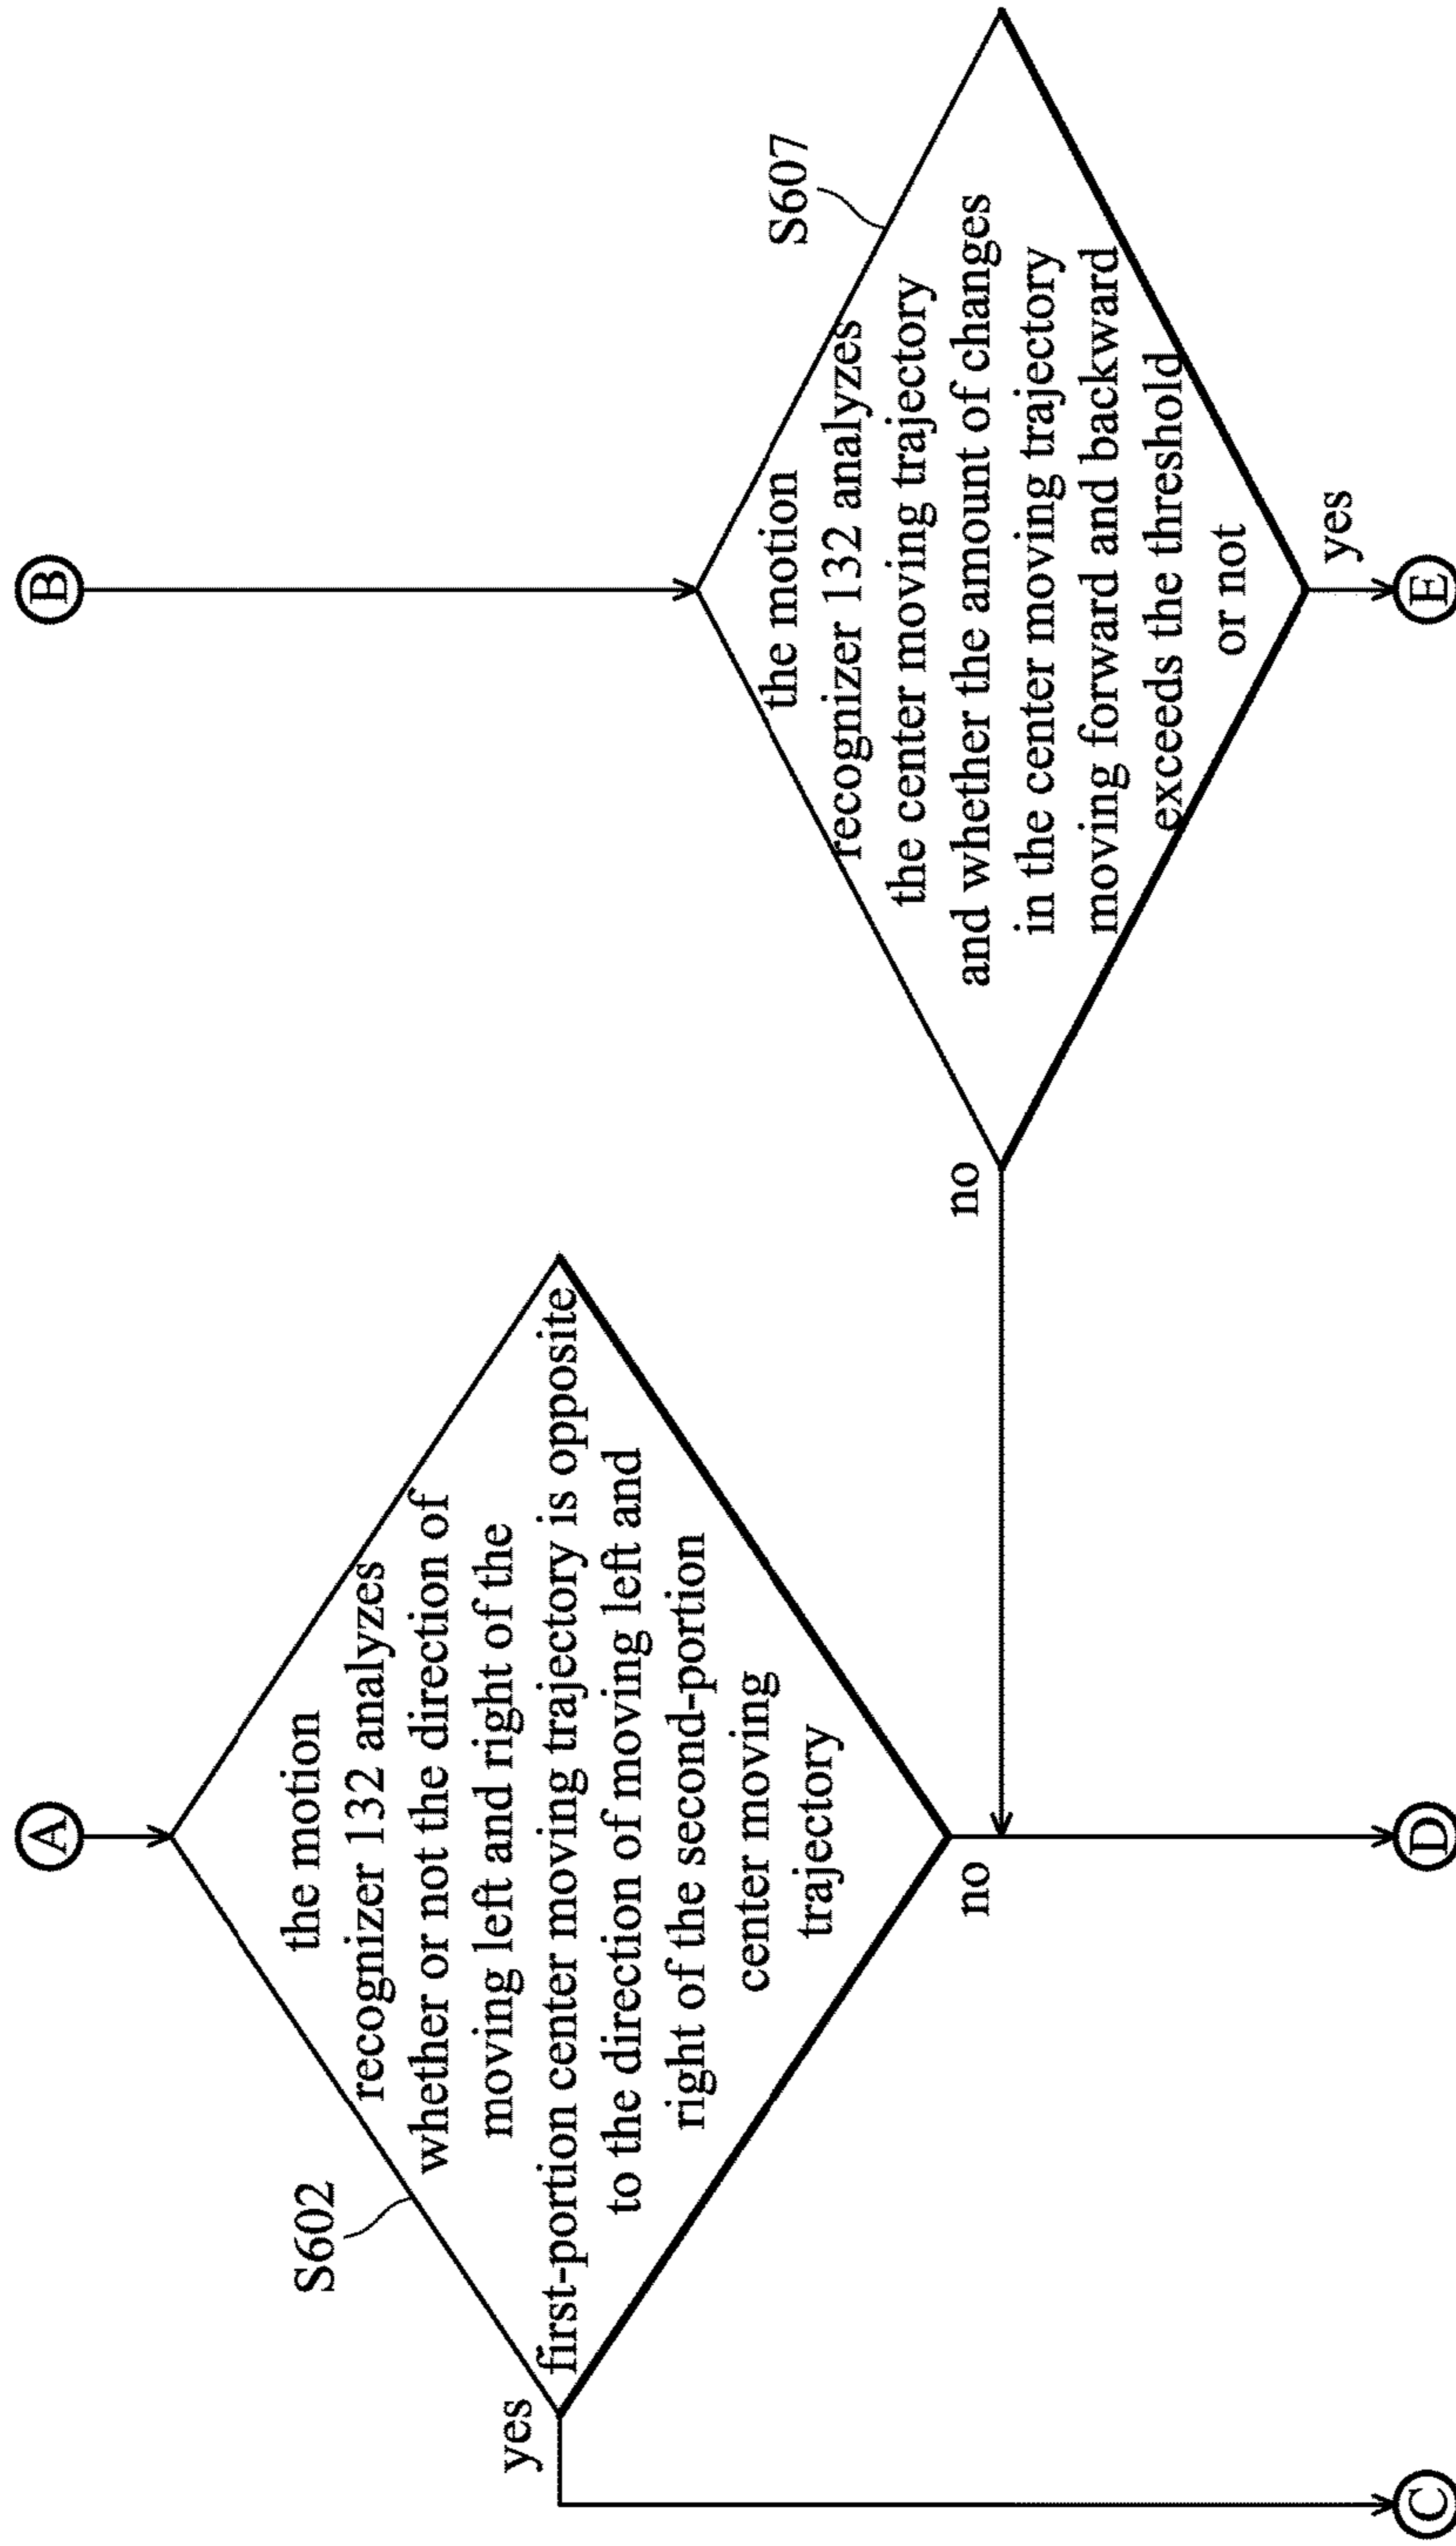 A
S602
the motion
recognizer 132 analyzes
whether or not the direction of
moving left and right of the
first-portion center moving trajectory is opposite
to the direction of moving left and
right of the second-portion
center moving
trajectory
yes
no
C
D
B
S607
the motion
recognizer 132 analyzes
the center moving trajectory
and whether the amount of changes
in the center moving trajectory
moving forward and backward
exceeds the threshold
or not
no
yes
E